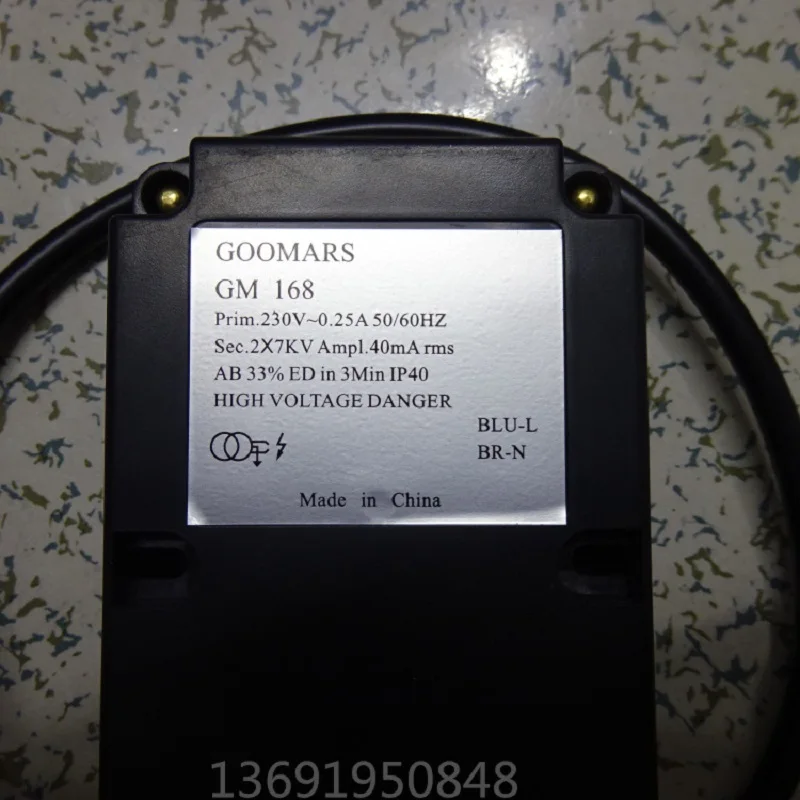 GOOMARS
GM 168
Prim.230V~0.25A 50/60HZ
Sec.2X7KV Ampl.40mA rms
AB 33% ED in 3Min IP40
HIGH VOLTAGE DANGER
BLU-L
BR-N
Made in China
13691950848